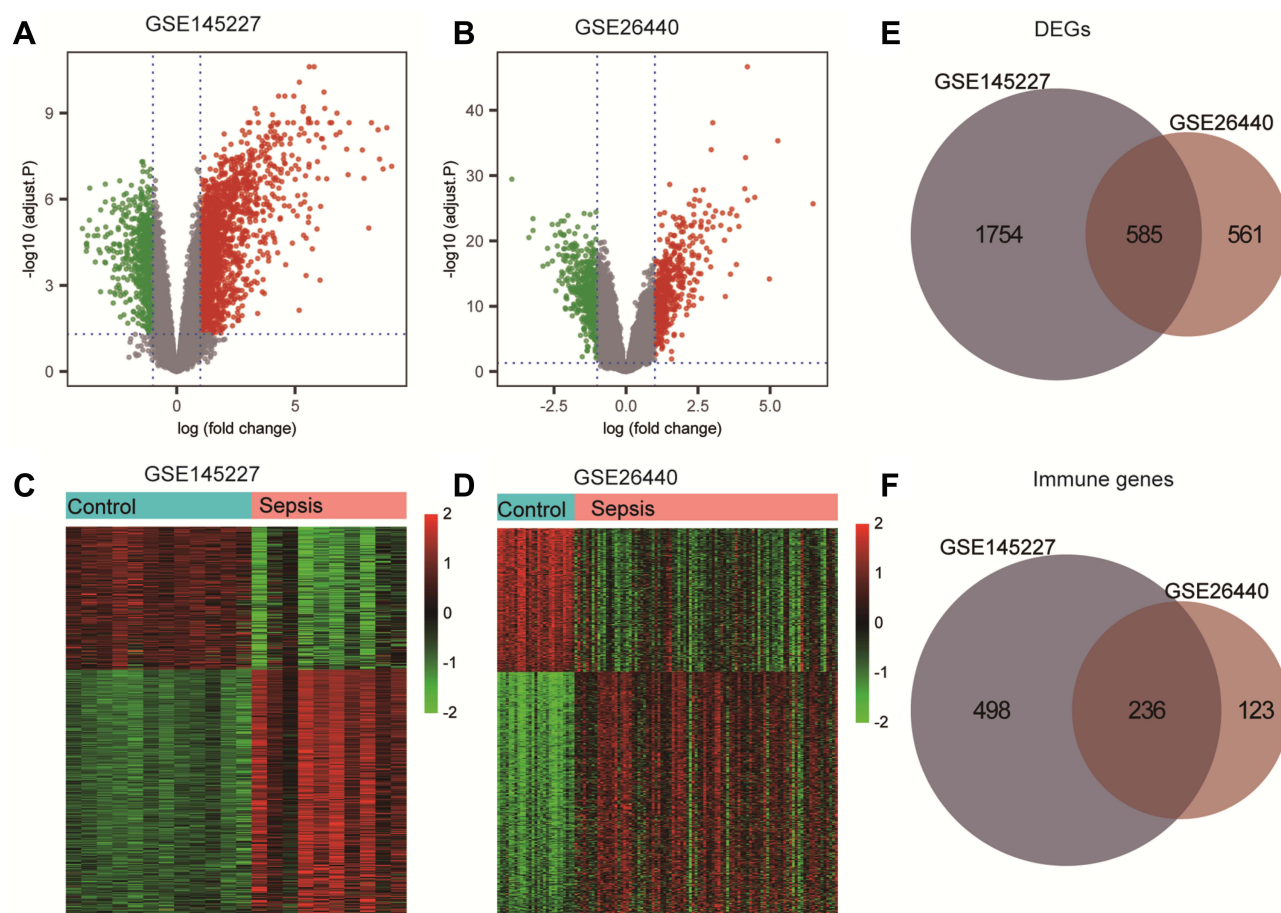 A
GSE145227
9
6
3
0
-log10 (adjust.P)
0
5
log (fold change)
B
GSE26440
40
30
20
10
0
-log10 (adjust.P)
-2.5
0.0
2.5
5.0
log (fold change)
E
DEGs
GSE145227
GSE26440
1754
585
561
C
GSE145227
Control
Sepsis
2
1
0
-1
-2
D
GSE26440
Control
Sepsis
2
1
0
-1
-2
F
Immune genes
GSE145227
GSE26440
498
236
123